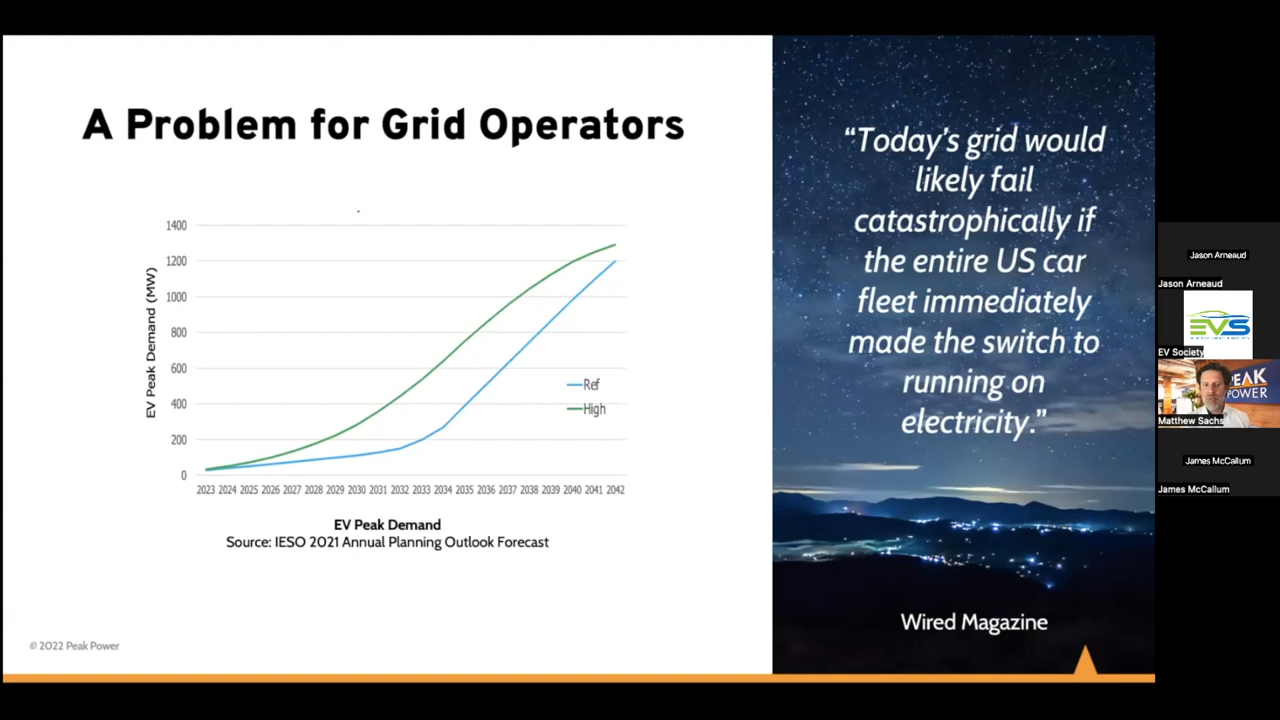 A Problem for Grid Operators
1400
1200
1000
800
600
400
200
0
EV Peak Demand (MW)
2023 2024 2025 2026 2027 2028 2029 2030 2031 2032 2033 2034 2035 2036 2037 2038 2039 2040 2041 2042
Ref
High
EV Peak Demand
Source: IESO 2021 Annual Planning Outlook Forecast
© 2022 Peak Power
“Today’s grid would
likely fail
catastrophically if
the entire US car
fleet immediately
made the switch to
running on
electricity.”
Wired Magazine
Jason Arneaud
Jason Arneaud
EVS
EV Society
PEAK
POWER
Matthew Sachs
James McCallum
James McCallum